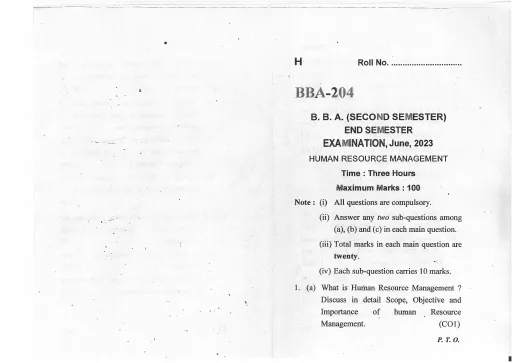 H Roll No. ..............................
BBA-204
B. B. A. (SECOND SEMESTER)
END SEMESTER
EXAMINATION, June, 2023
HUMAN RESOURCE MANAGEMENT
Time : Three Hours
Maximum Marks : 100
Note : (i) All questions are compulsory.
(ii) Answer any two sub-questions among
(a), (b) and (c) in each main question.
(iii) Total marks in each main question are
twenty.
(iv) Each sub-question carries 10 marks.
1. (a) What is Human Resource Management ?
Discuss in detail Scope, Objective and
Importance of human Resource
Management. (CO1)
P. T. O.